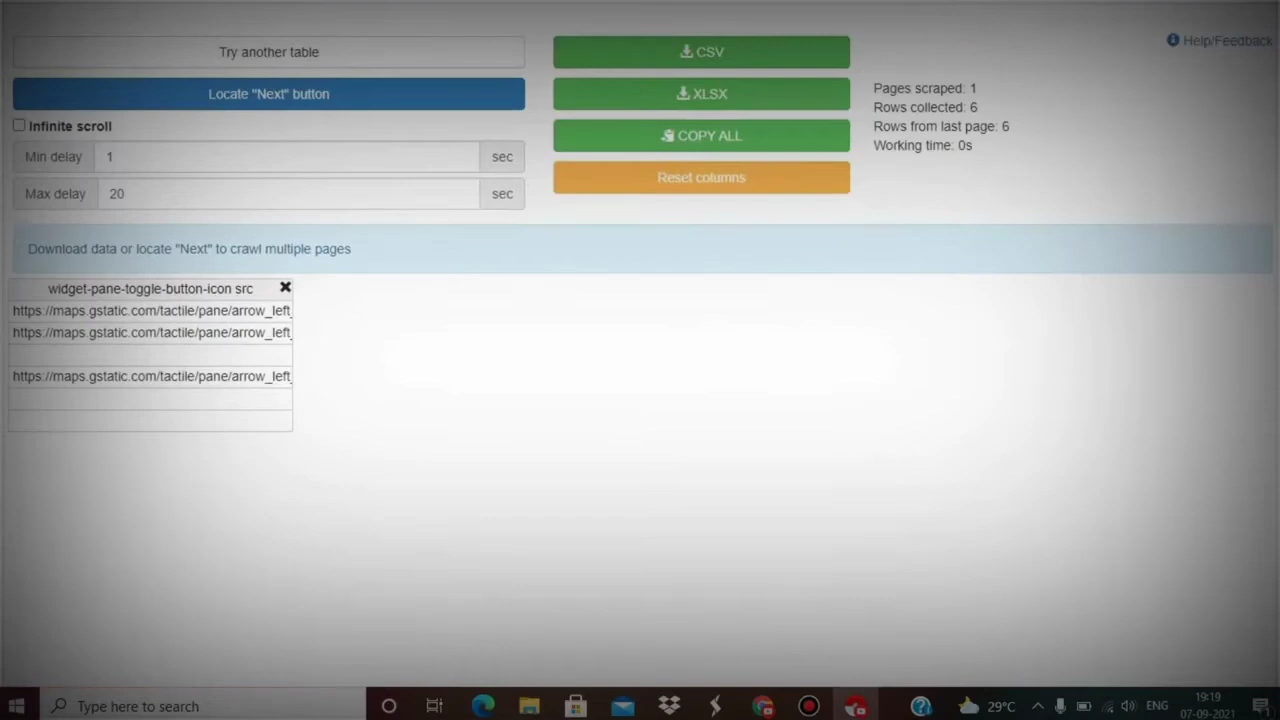 Try another table
Locate "Next" button
Infinite scroll
Min delay 1 sec
Max delay 20 sec
CSV
XLSX
COPY ALL
Reset columns
Pages scraped: 1
Rows collected: 6
Rows from last page: 6
Working time: 0s
Help/Feedback
Download data or locate "Next" to crawl multiple pages
widget-pane-toggle-button-icon src
https://maps.gstatic.com/tactile/pane/arrow_left_
https://maps.gstatic.com/tactile/pane/arrow_left_
https://maps.gstatic.com/tactile/pane/arrow_left_
Type here to search
29°C
ENG
19:19
07-09-2021